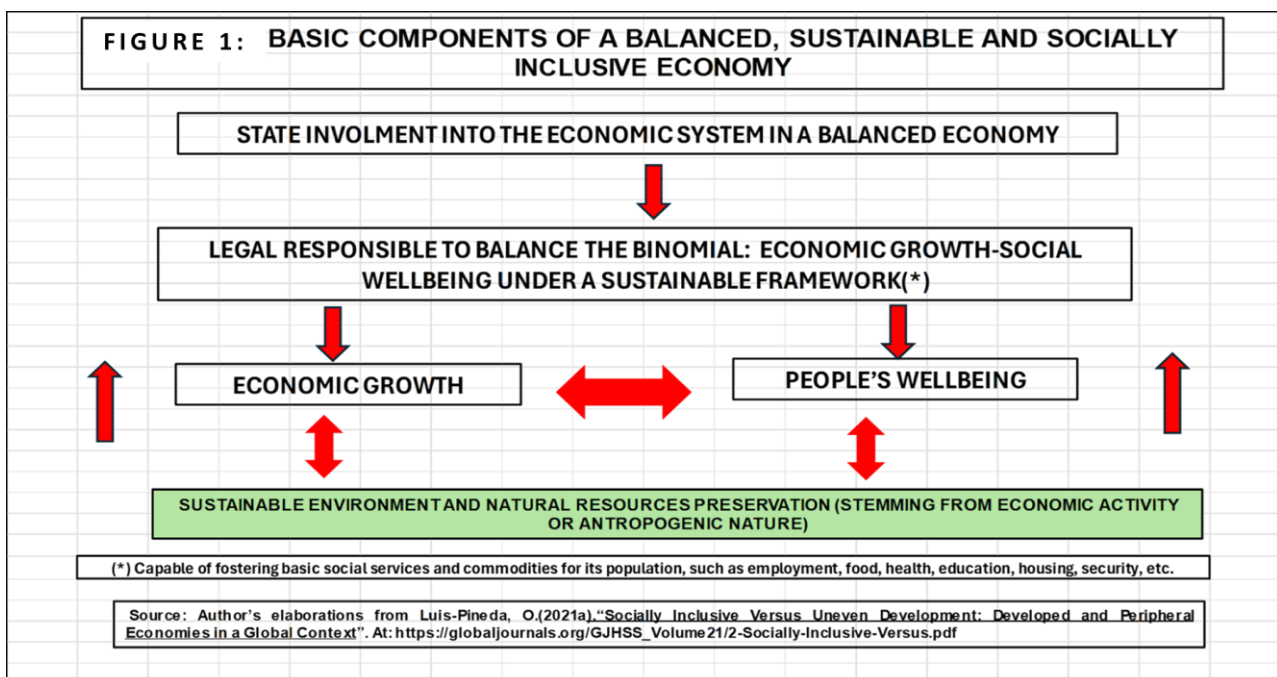 FIGURE 1: BASIC COMPONENTS OF A BALANCED, SUSTAINABLE AND SOCIALLY
INCLUSIVE ECONOMY
STATE INVOLMENT INTO THE ECONOMIC SYSTEM IN A BALANCED ECONOMY
LEGAL RESPONSIBLE TO BALANCE THE BINOMIAL: ECONOMIC GROWTH-SOCIAL
WELLBEING UNDER A SUSTAINABLE FRAMEWORK(*)
ECONOMIC GROWTH
PEOPLE'S WELLBEING
SUSTAINABLE ENVIRONMENT AND NATURAL RESOURCES PRESERVATION (STEMMING FROM ECONOMIC ACTIVITY
OR ANTROPOGENIC NATURE)
(*) Capable of fostering basic social services and commodities for its population, such as employment, food, health, education, housing, security, etc.
Source: Author's elaborations from Luis-Pineda, O.(2021a)."Socially Inclusive Versus Uneven Development: Developed and Peripheral
Economies in a Global Context". At: https://globaljournals.org/GJHSS_Volume21/2-Socially-Inclusive-Versus.pdf